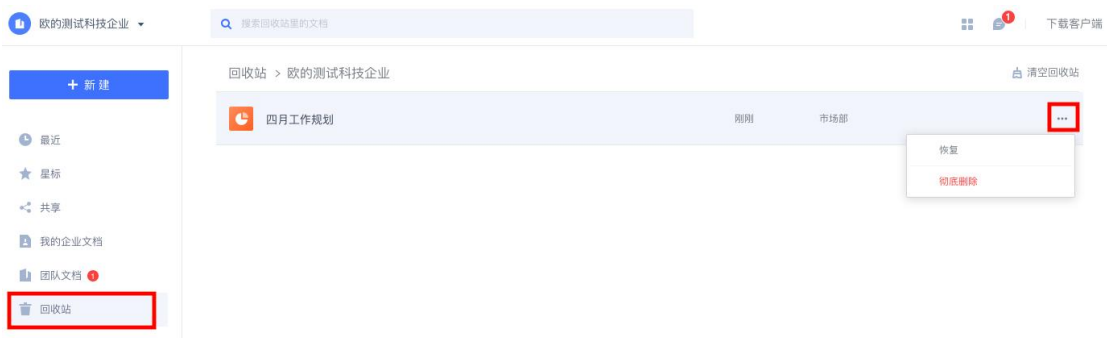 欧的测试科技企业
搜索回收站里的文档
1
下载客户端
新建
回收站 > 欧的测试科技企业
清空回收站
四月工作规划 刚刚 市场部
恢复
彻底删除
最近
星标
共享
我的企业文档
团队文档 1
回收站